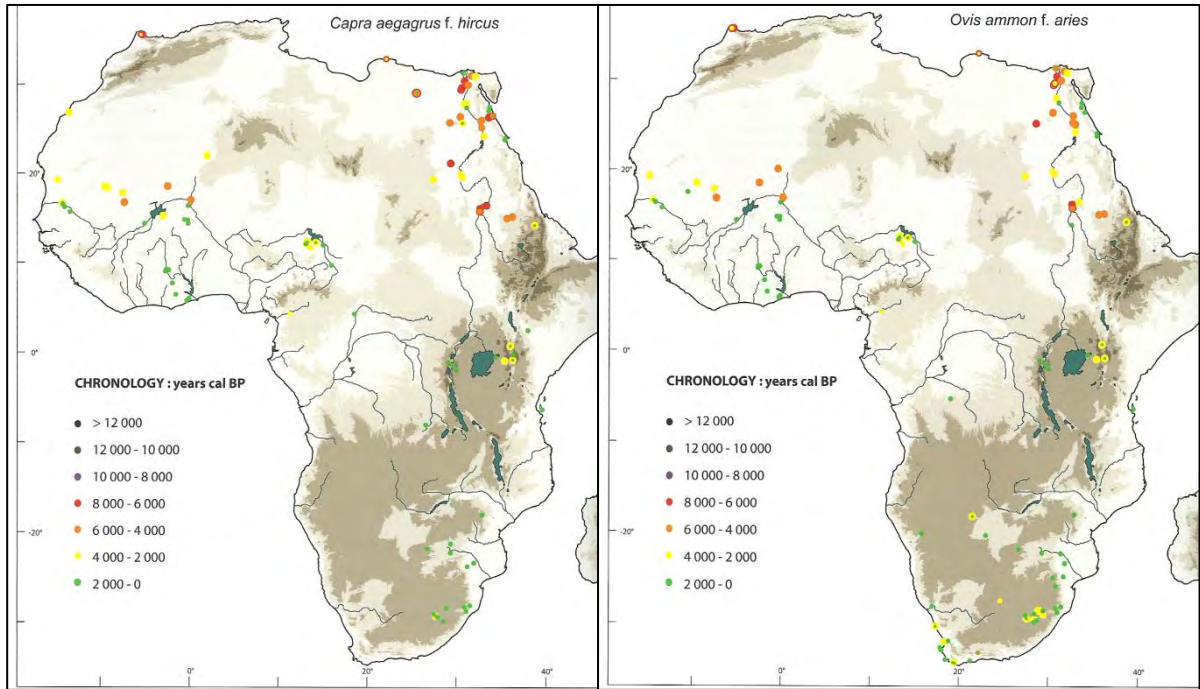 Capra aegagrus f. hircus
20°
0°
-20°
CHRONOLOGY : years cal BP
> 12 000
12 000 - 10 000
10 000 - 8 000
8 000 - 6 000
6 000 - 4 000
4 000 - 2 000
2 000 - 0
0°
20°
40°
Ovis ammon f. aries
20°
0°
-20°
CHRONOLOGY : years cal BP
> 12 000
12 000 - 10 000
10 000 - 8 000
8 000 - 6 000
6 000 - 4 000
4 000 - 2 000
2 000 - 0
0°
20°
40°